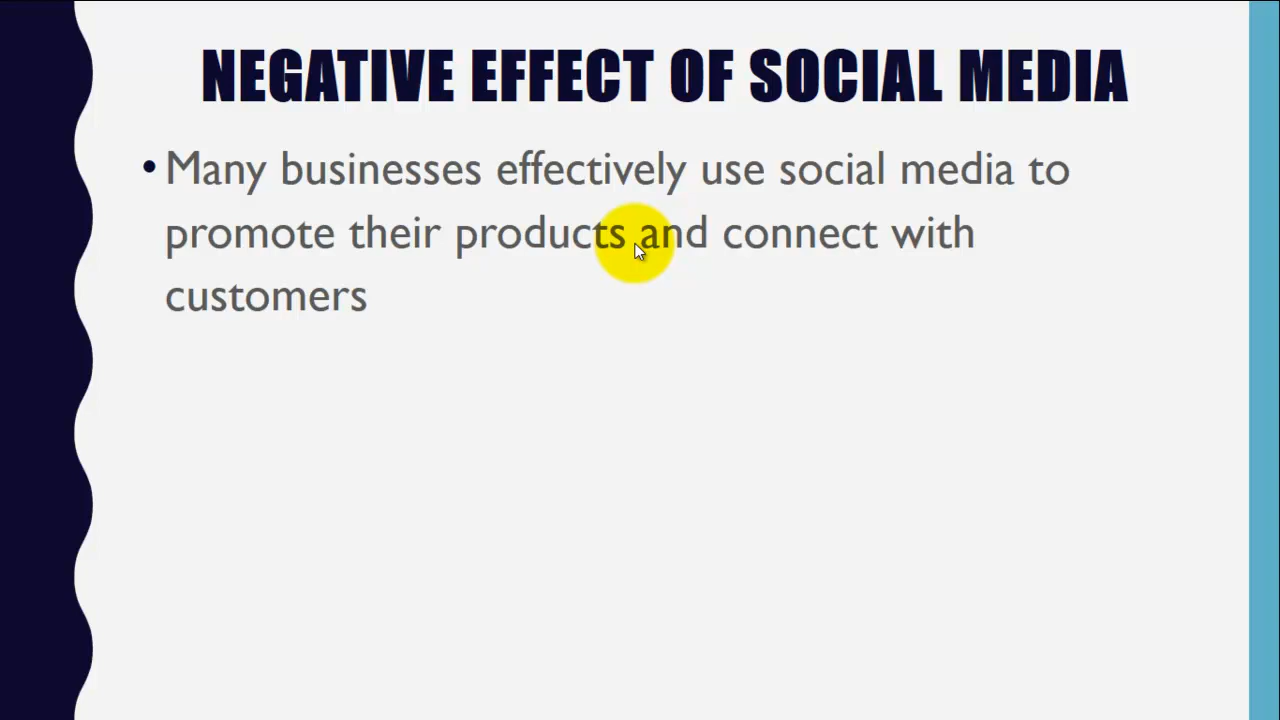 NEGATIVE EFFECT OF SOCIAL MEDIA
• Many businesses effectively use social media to
promote their products and connect with
customers